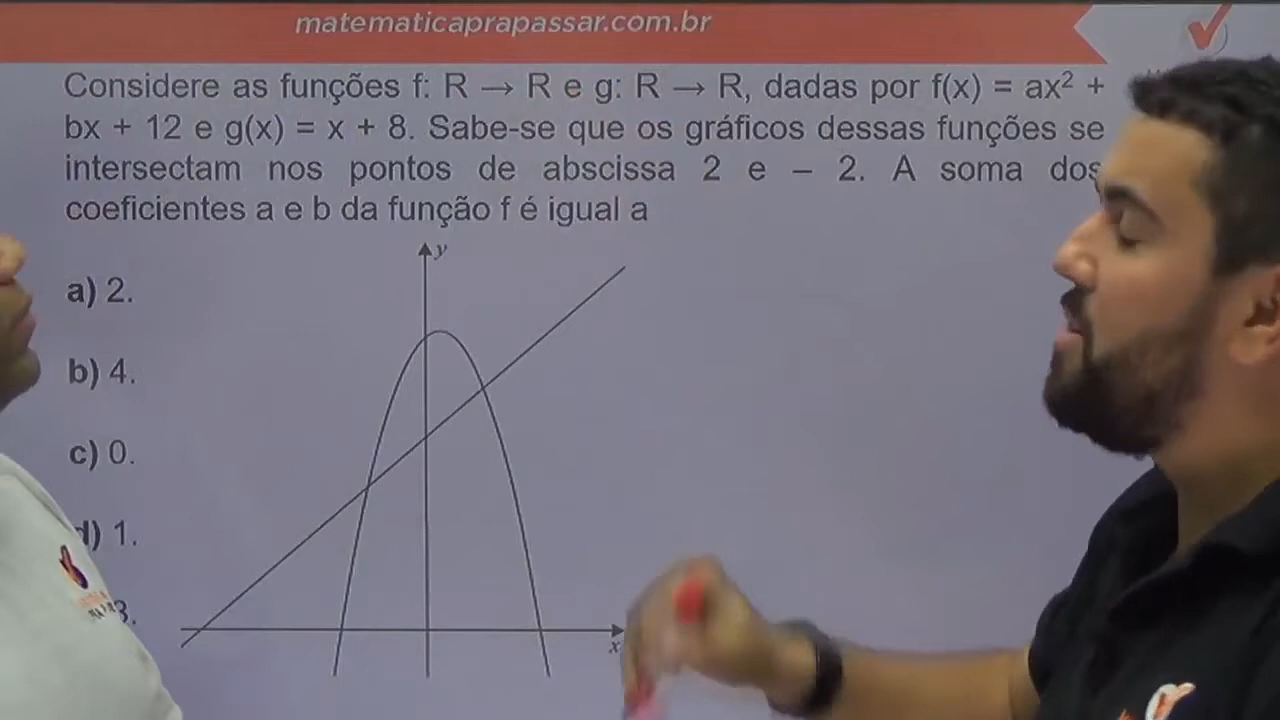 matematicaprapassar.com.br
Considere as funções f: R → R e g: R → R, dadas por f(x) = ax² +
bx + 12 e g(x) = x + 8. Sabe-se que os gráficos dessas funções se
intersectam nos pontos de abscissa 2 e – 2. A soma dos
coeficientes a e b da função f é igual a
y
a) 2.
b) 4.
c) 0.
d) 1.
3.
x